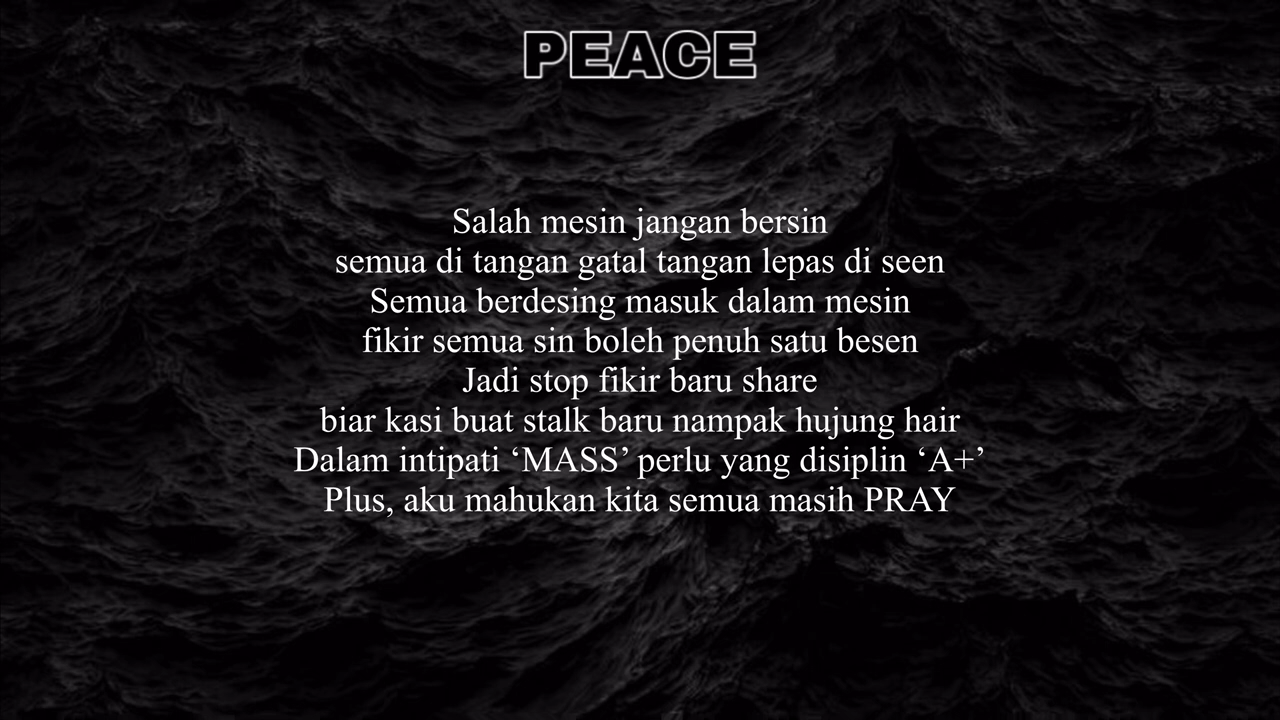 PEACE
Salah mesin jangan bersin
semua di tangan gatal tangan lepas di seen
Semua berdesing masuk dalam mesin
fikir semua sin boleh penuh satu besen
Jadi stop fikir baru share
biar kasi buat stalk baru nampak hujung hair
Dalam intipati ‘MASS’ perlu yang disiplin ‘A+’
Plus, aku mahukan kita semua masih PRAY